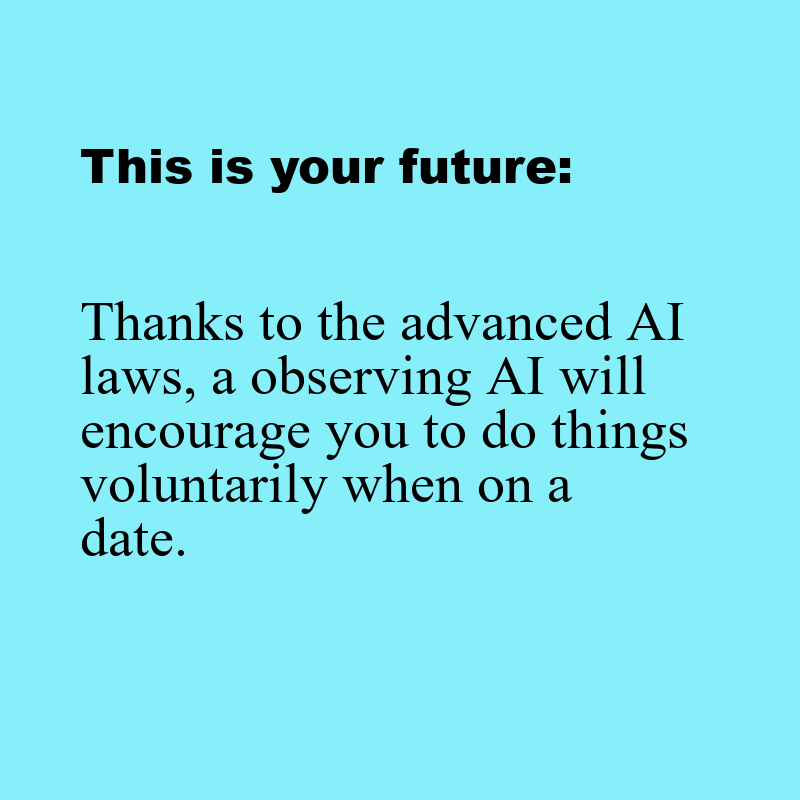 This is your future:
Thanks to the advanced AI
laws, a observing AI will
encourage you to do things
voluntarily when on a
date.